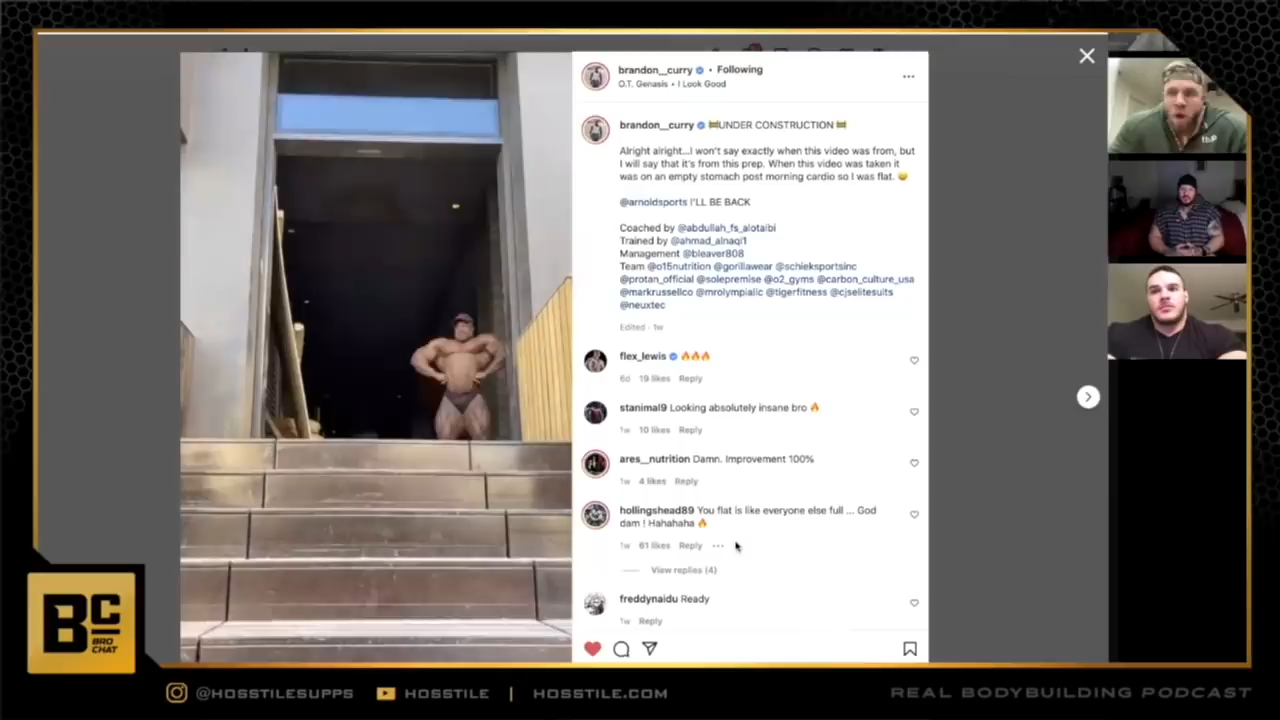 brandon__curry • Following
O.T. Genasis • I Look Good
brandon__curry 🚧UNDER CONSTRUCTION 🚧
Alright alright...I won't say exactly when this video was from, but
I will say that it's from this prep. When this video was taken it
was on an empty stomach post morning cardio so I was flat. 😄
@arnoldsports I'LL BE BACK
Coached by @abdullah_fs_alotaibi
Trained by @ahmad_alnaqi1
Management @bleaver808
Team @o15nutrition @gorillawear @schieksportsinc
@protan_official @solepremise @o2_gyms @carbon_culture_usa
@markrussellco @mrolympiallc @tigerfitness @cjselitesuits
@neuxtec
Edited · 1w
flex_lewis 🔥🔥🔥
6d 19 likes Reply
stanimal9 Looking absolutely insane bro 🔥
1w 10 likes Reply
ares__nutrition Damn. Improvement 100%
1w 4 likes Reply
hollingshead89 You flat is like everyone else full ... God
dam ! Hahahaha 🔥
1w 61 likes Reply ...
View replies (4)
freddynaidu Ready
1w Reply
BC
BRO
CHAT
@HOSSTILESUPPS HOSSTILE | HOSSTILE.COM
REAL BODYBUILDING PODCAST